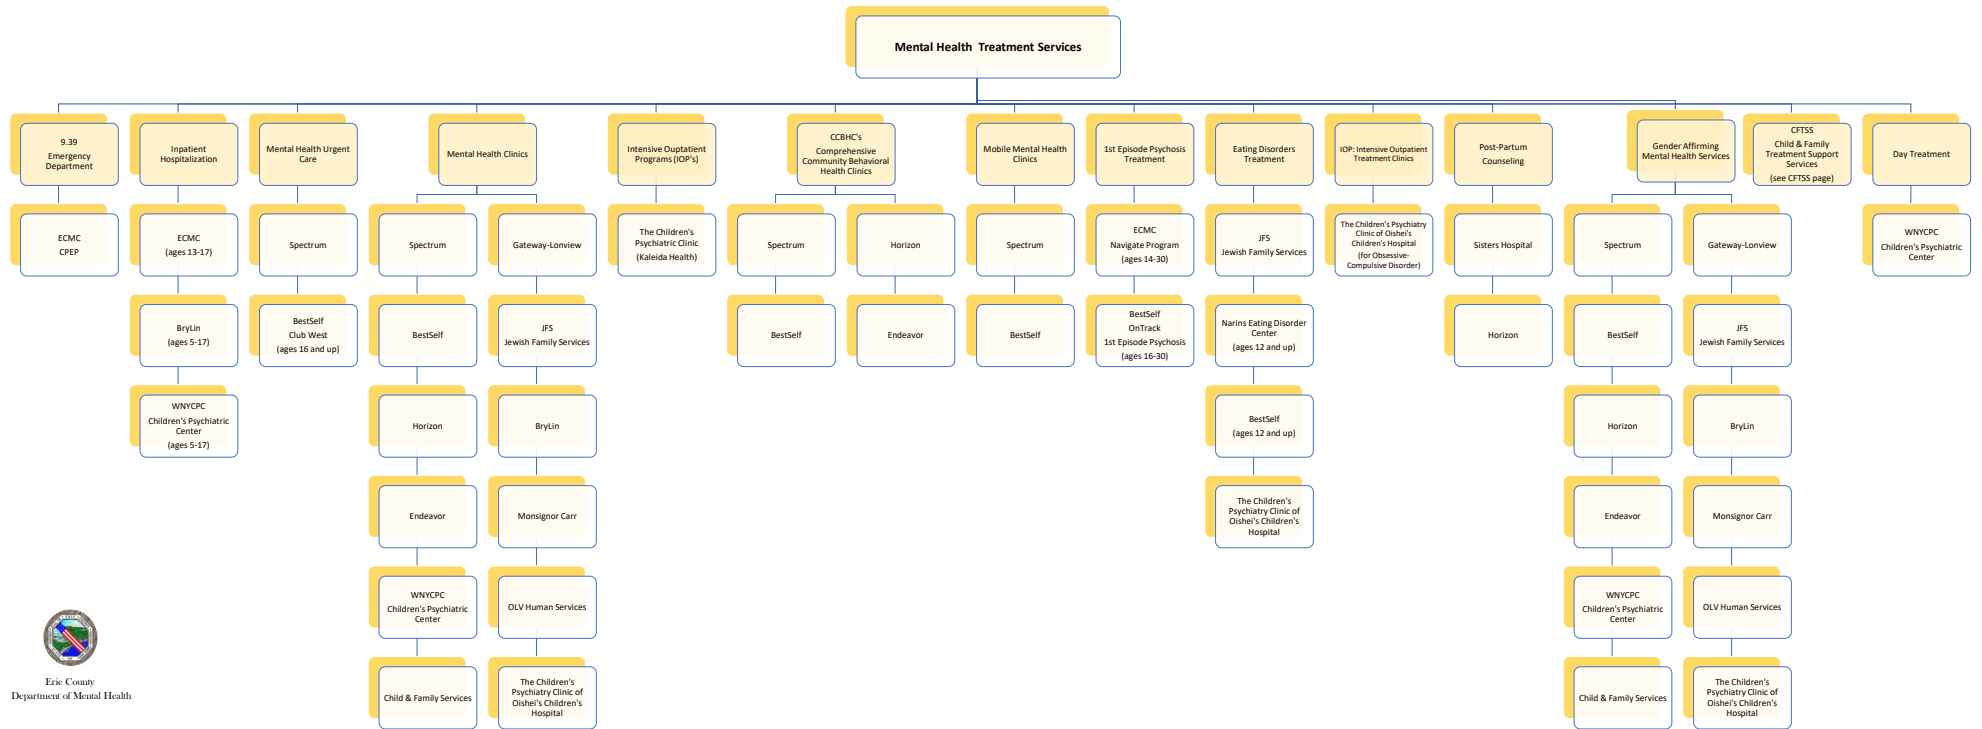 Mental Health  Treatment Services
9.39
Emergency
Department
Inpatient
Hospitalization
Mental Health Urgent
Care
Mental Health Clinics
Intensive Ouptatient
Programs (IOP's)
CCBHC's
Comprehensive
Community Behavioral
Health Clinics
Mobile Mental Health
Clinics
1st Episode Psychosis
Treatment
Eating Disorders
Treatment
IOP: Intensive Outpatient
Treatment Clinics
Post-Partum
Counseling
Gender Affirming
Mental Health Services
CFTSS
Child & Family
Treatment Support
Services
(see CFTSS page)
Day Treatment
ECMC
CPEP
ECMC
(ages 13-17)
Spectrum
Spectrum
Gateway-Lonview
The Children's
Psychiatric Clinic
(Kaleida Health)
Spectrum
Horizon
Spectrum
ECMC
Navigate Program
(ages 14-30)
JFS
Jewish Family Services
The Children's Psychiatry
Clinic of Oishei's
Children's Hospital
(for Obsessive-
Compulsive Disorder)
Sisters Hospital
Spectrum
Gateway-Lonview
WNYCPC
Children's Psychiatric
Center
BryLin
(ages 5-17)
BestSelf
Club West
(ages 16 and up)
BestSelf
JFS
Jewish Family Services
BestSelf
Endeavor
BestSelf
BestSelf
OnTrack
1st Episode Psychosis
(ages 16-30)
Narins Eating Disorder
Center
(ages 12 and up)
Horizon
BestSelf
JFS
Jewish Family Services
WNYCPC
Children's Psychiatric
Center
(ages 5-17)
Horizon
BryLin
BestSelf
(ages 12 and up)
Horizon
BryLin
Endeavor
Monsignor Carr
The Children's
Psychiatry Clinic of
Oishei's Children's
Hospital
Endeavor
Monsignor Carr
WNYCPC
Children's Psychiatric
Center
OLV Human Services
WNYCPC
Children's Psychiatric
Center
OLV Human Services
Child & Family Services
The Children's
Psychiatry Clinic of
Oishei's Children's
Hospital
Child & Family Services
The Children's
Psychiatry Clinic of
Oishei's Children's
Hospital
Erie County
Department of Mental Health